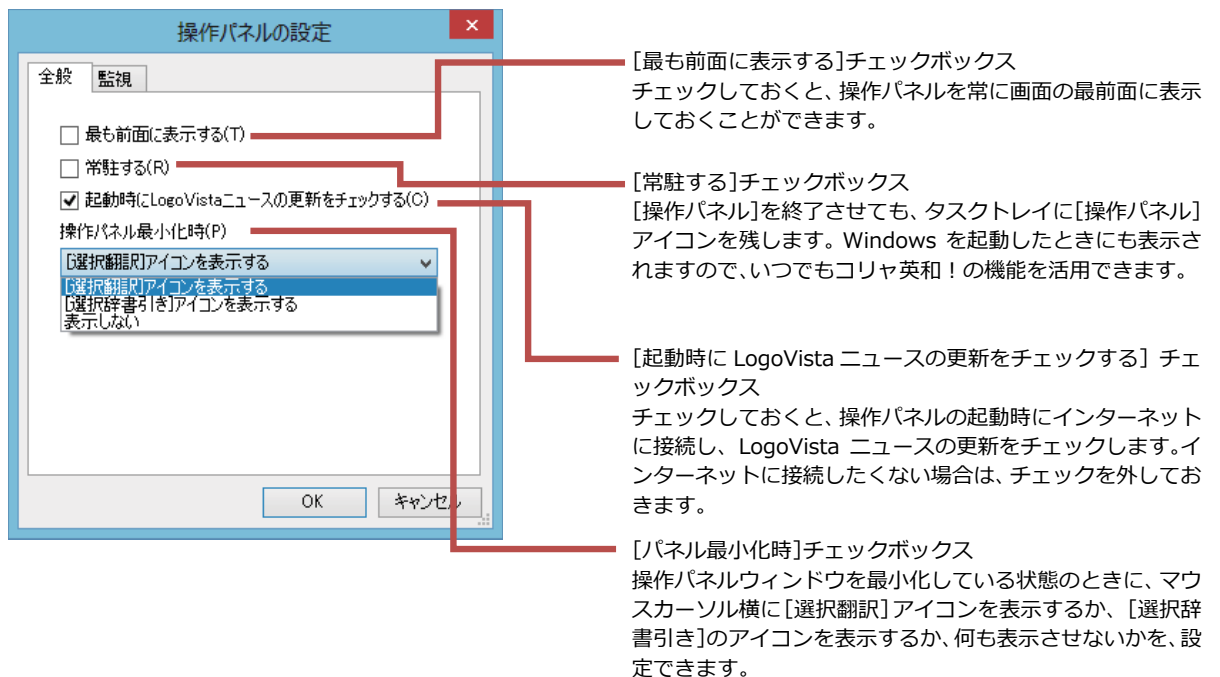 操作パネルの設定
全般
監視
最も前面に表示する(T)
常駐する(R)
起動時にLogoVistaニュースの更新をチェックする(C)
操作パネル最小化時(P)
[選択翻訳]アイコンを表示する
[選択翻訳]アイコンを表示する
[選択辞書引き]アイコンを表示する
表示しない
OK
キャンセル
[最も前面に表示する]チェックボックス
チェックしておくと、操作パネルを常に画面の最前面に表示
しておくことができます。
[常駐する]チェックボックス
[操作パネル]を終了させても、タスクトレイに[操作パネル]
アイコンを残します。Windows を起動したときにも表示さ
れますので、いつでもコリャ英和！の機能を活用できます。
[起動時に LogoVista ニュースの更新をチェックする] チェ
ックボックス
チェックしておくと、操作パネルの起動時にインターネット
に接続し、LogoVista ニュースの更新をチェックします。イ
ンターネットに接続したくない場合は、チェックを外してお
きます。
[パネル最小化時]チェックボックス
操作パネルウィンドウを最小化している状態のときに、マウ
スカーソル横に[選択翻訳]アイコンを表示するか、[選択辞
書引き]のアイコンを表示するか、何も表示させないかを、設
定できます。